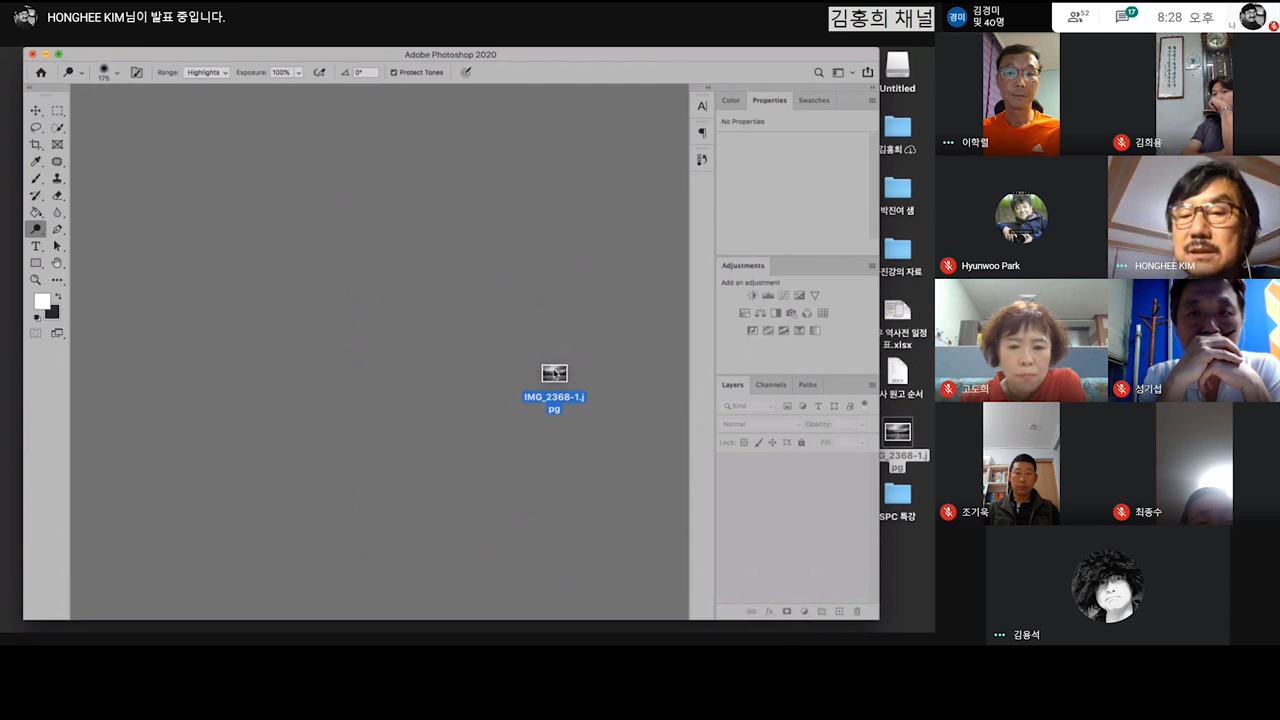 HONGHEE KIM님이 발표 중입니다.
김홍희 채널
경미
김경미
및 40명
52
17
8:28 오후
나
Adobe Photoshop 2020
175
Range:
Highlights
Exposure:
100%
0°
Protect Tones
Color
Properties
Swatches
No Properties
Adjustments
Add an adjustment
Layers
Channels
Paths
Kind
Normal
Opacity:
Lock:
Fill:
IMG_2368-1.j
pg
Untitled
김홍희
박진여 샘
진강의 자료
역사전 일정
표.xlsx
사 원고 순서
G_2368-1.j
pg
SPC 특강
이학렬
김희용
Hyunwoo Park
HONGHEE KIM
고도희
성기섭
조기욱
최종수
김용석